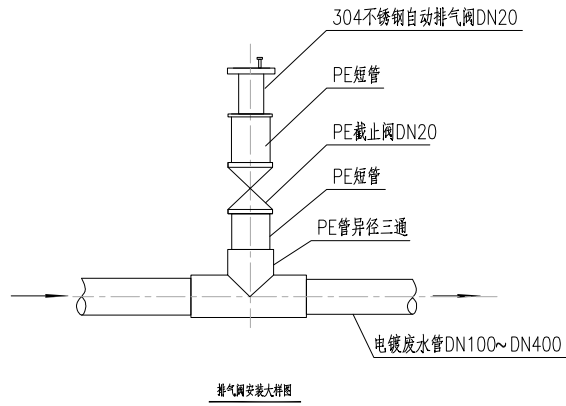 304不锈钢自动排气阀DN20
PE短管
PE截止阀DN20
PE短管
PE管异径三通
电镀废水管DN100~DN400
排气阀安装大样图